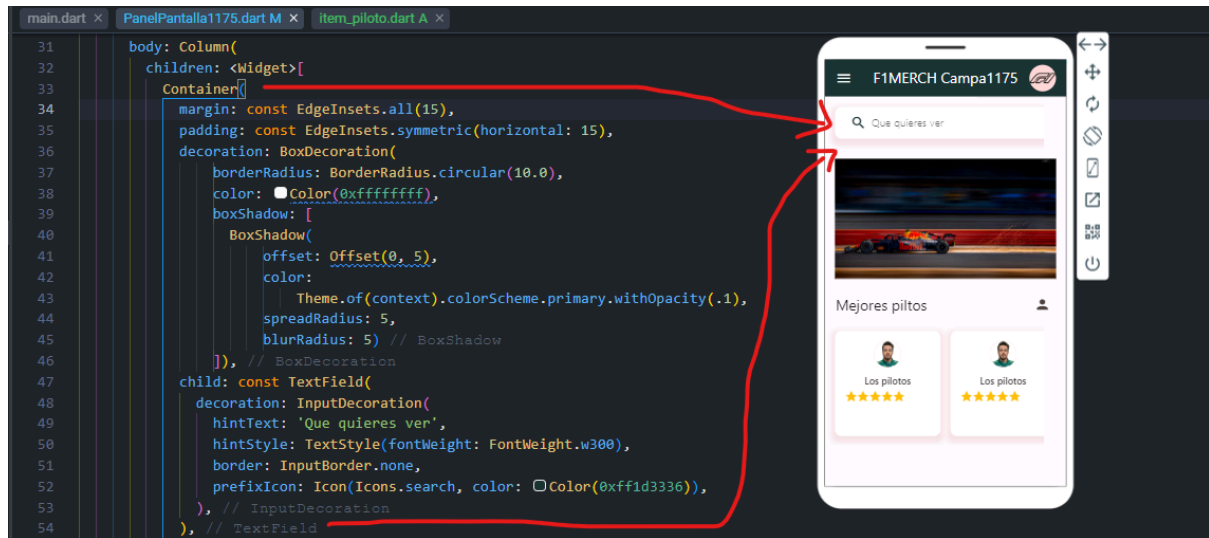 main.dart × PanelPantalla1175.dart M × item_piloto.dart A ×
31 body: Column(
32 children: <Widget>[
33 Container(
34 margin: const EdgeInsets.all(15),
35 padding: const EdgeInsets.symmetric(horizontal: 15),
36 decoration: BoxDecoration(
37 borderRadius: BorderRadius.circular(10.0),
38 color: Color(0xffffffff),
39 boxShadow: [
40 BoxShadow(
41 offset: Offset(0, 5),
42 color:
43 Theme.of(context).colorScheme.primary.withOpacity(.1),
44 spreadRadius: 5,
45 blurRadius: 5) // BoxShadow
46 ]), // BoxDecoration
47 child: const TextField(
48 decoration: InputDecoration(
49 hintText: 'Que quieres ver',
50 hintStyle: TextStyle(fontWeight: FontWeight.w300),
51 border: InputBorder.none,
52 prefixIcon: Icon(Icons.search, color: Color(0xff1d3336)),
53 ), // InputDecoration
54 ), // TextField
F1MERCH Campa1175
Que quieres ver
Mejores piltos
Los pilotos Los pilotos